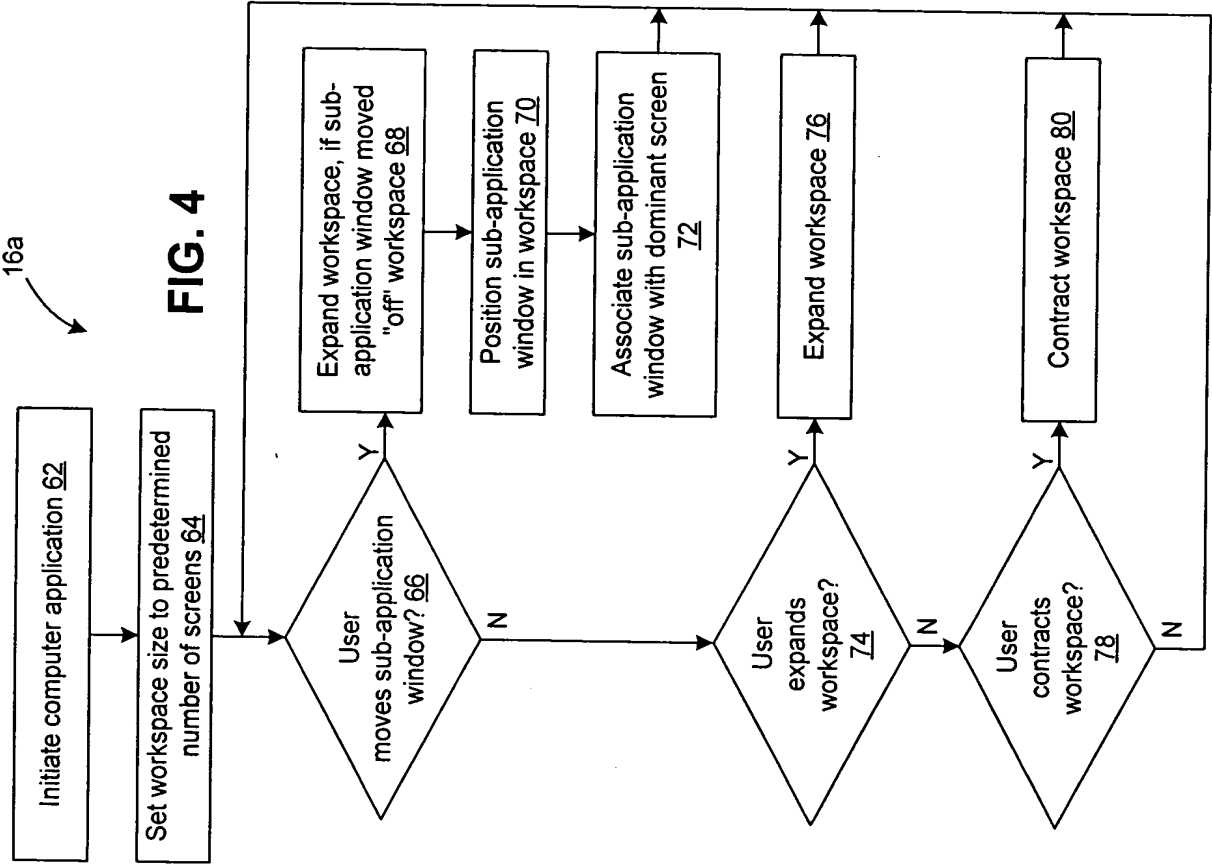 16a
FIG. 4
Initiate computer application 62
Set workspace size to predetermined
number of screens 64
User
moves sub-application
window? 66
Y
N
Expand workspace, if sub-
application window moved
"off" workspace 68
Position sub-application
window in workspace 70
Associate sub-application
window with dominant screen
72
User
expands
workspace?
74
Y
N
Expand workspace 76
User
contracts
workspace?
78
Y
N
Contract workspace 80